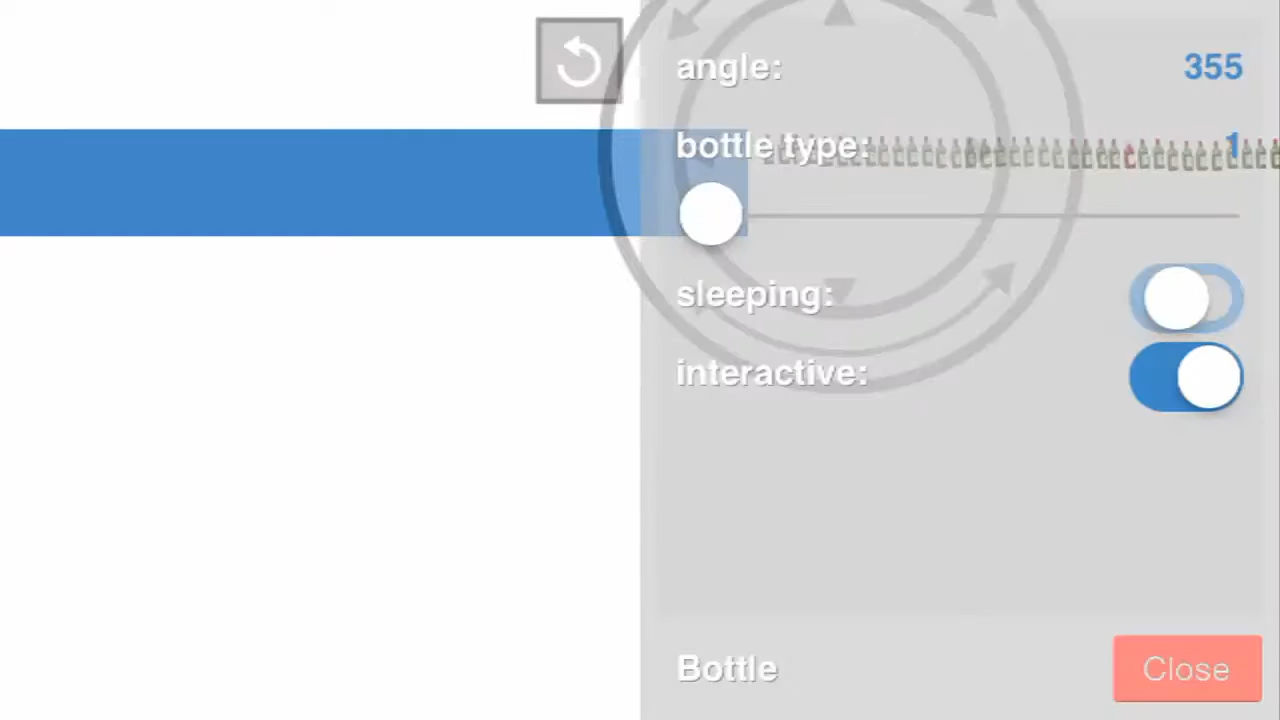 angle: 355
bottle type: 1
sleeping:
interactive:
Bottle Close